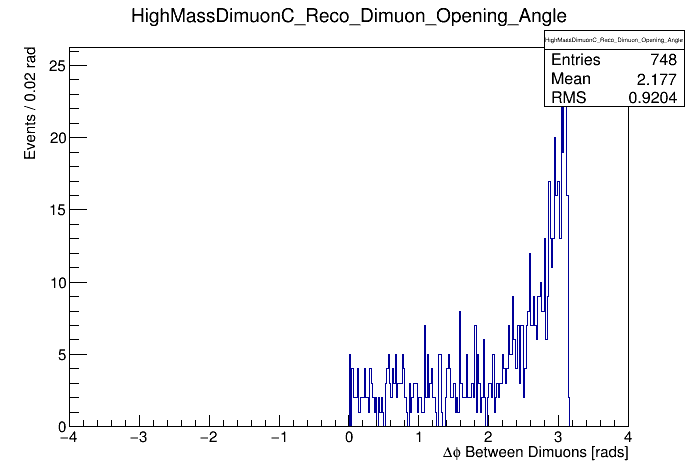 HighMassDimuonC_Reco_Dimuon_Opening_Angle
HighMassDimuonC_Reco_Dimuon_Opening_Angle
Entries 748
Mean 2.177
RMS 0.9204
Events / 0.02 rad
25
20
15
10
5
0
−4 −3 −2 −1 0 1 2 3 4
Δϕ Between Dimuons [rads]